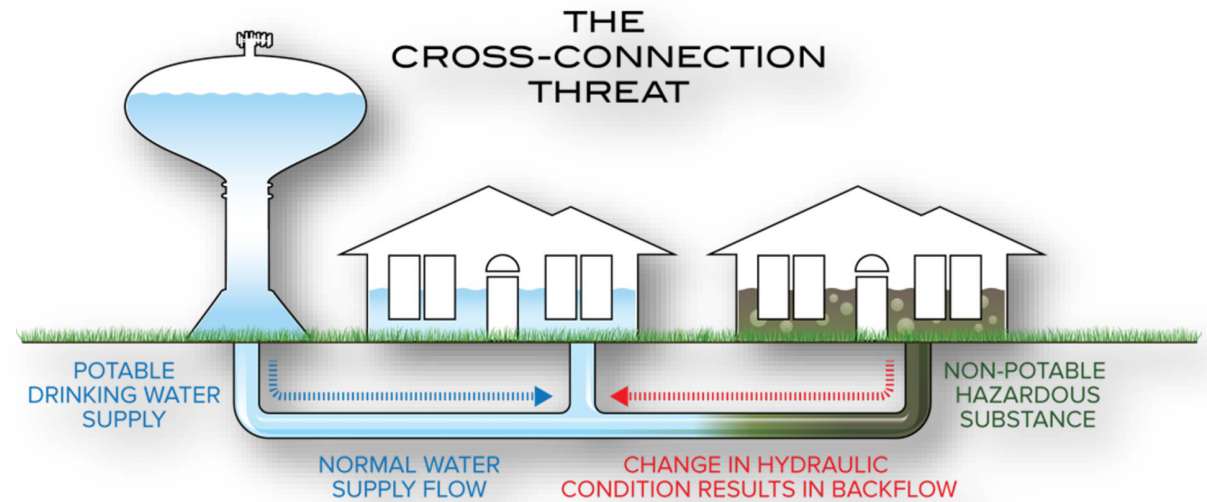 THE
CROSS-CONNECTION
THREAT
POTABLE
DRINKING WATER
SUPPLY
NON-POTABLE
HAZARDOUS
SUBSTANCE
NORMAL WATER
SUPPLY FLOW
CHANGE IN HYDRAULIC
CONDITION RESULTS IN BACKFLOW